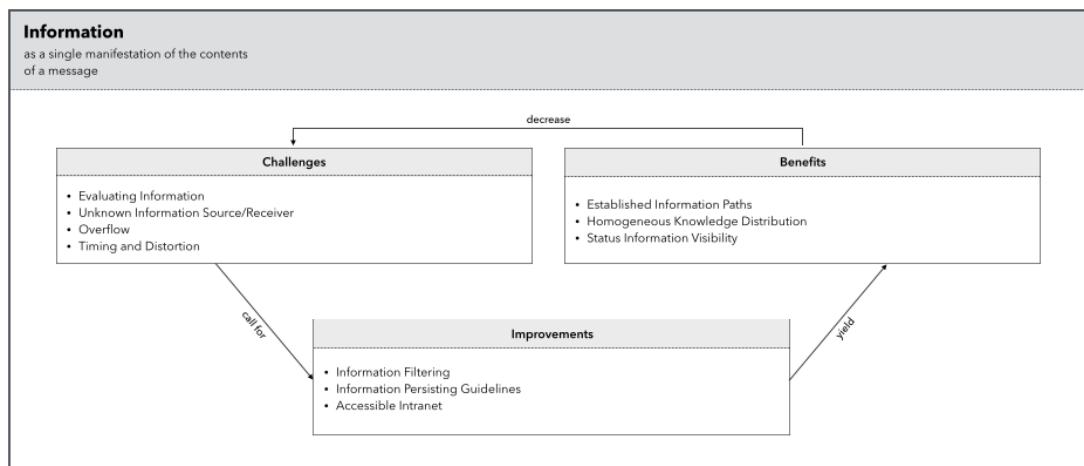 Information
as a single manifestation of the contents
of a message
decrease
Challenges
• Evaluating Information
• Unknown Information Source/Receiver
• Overflow
• Timing and Distortion
Benefits
• Established Information Paths
• Homogeneous Knowledge Distribution
• Status Information Visibility
call for
yield
Improvements
• Information Filtering
• Information Persisting Guidelines
• Accessible Intranet